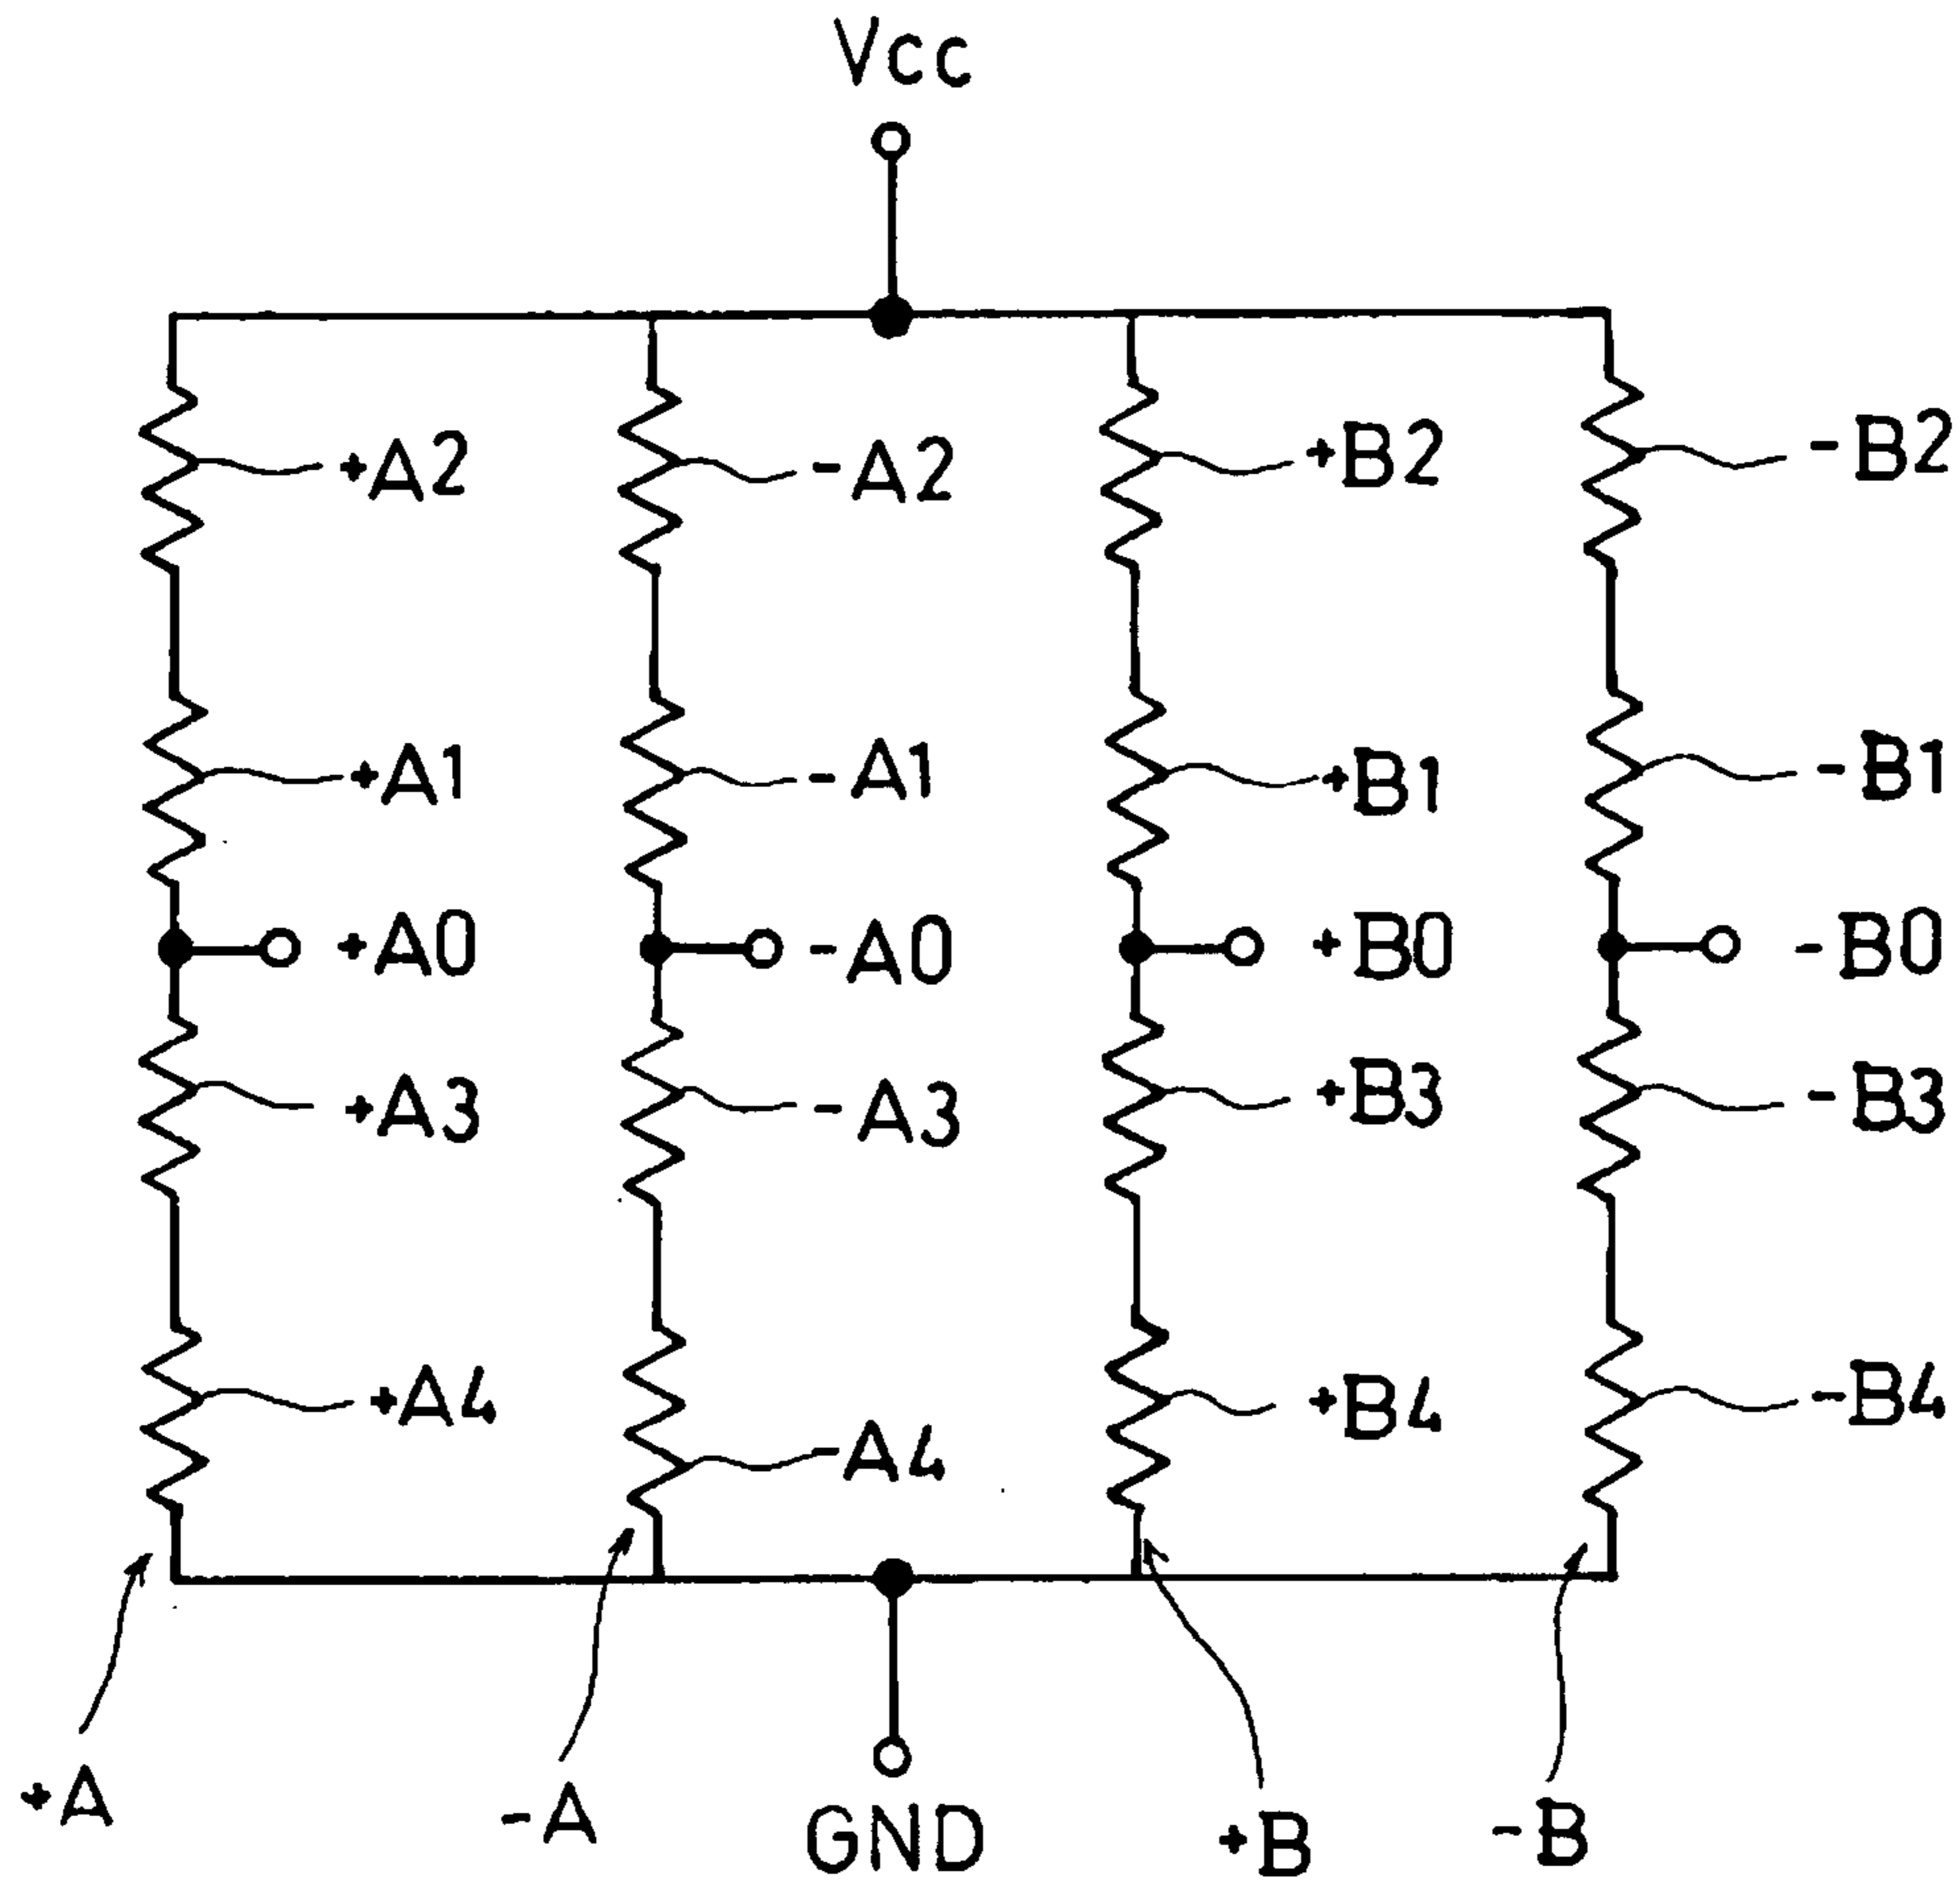 Vcc
+A2 -A2 +B2 -B2
+A1 -A1 +B1 -B1
+A0 -A0 +B0 -B0
+A3 -A3 +B3 -B3
+A4 -A4 +B4 -B4
+A -A GND +B -B